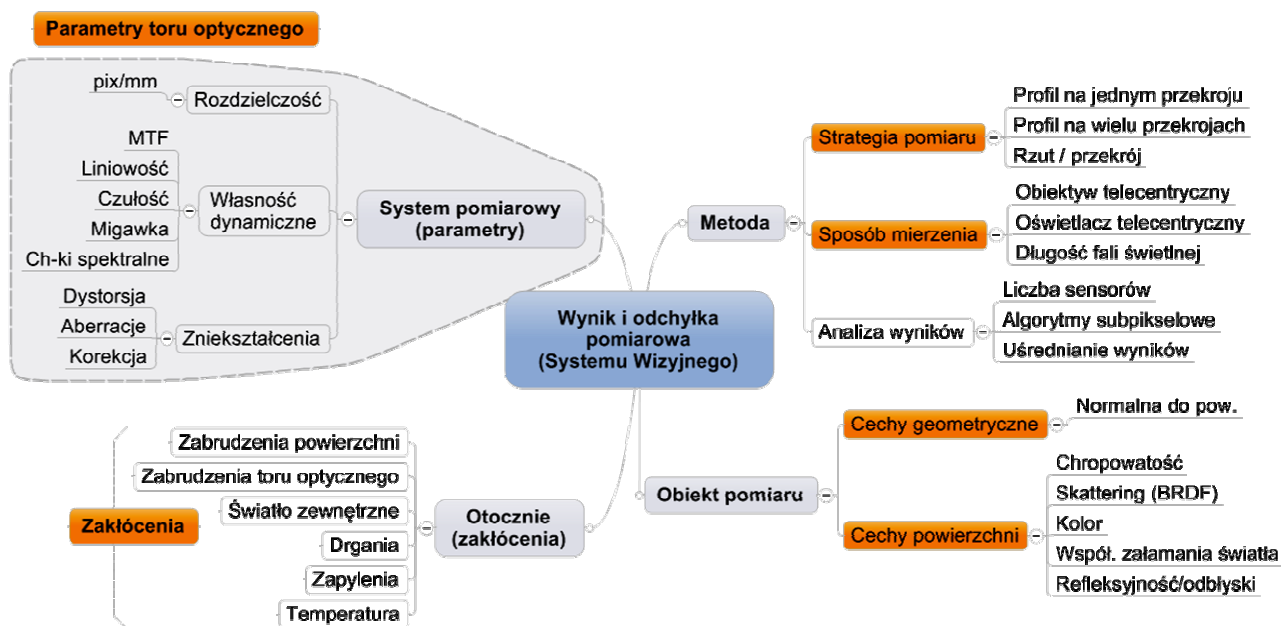 Parametry toru optycznego
pix/mm
Rozdzielczość
MTF
Liniowość
Czułość
Migawka
Ch-ki spektralne
Własność
dynamiczne
Dystorsja
Aberracje
Korekcja
Zniekształcenia
System pomiarowy
(parametry)
Wynik i odchyłka
pomiarowa
(Systemu Wizyjnego)
Metoda
Strategia pomiaru
Profil na jednym przekroju
Profil na wielu przekrojach
Rzut / przekrój
Sposób mierzenia
Obiektyw telecentryczny
Oświetlacz telecentryczny
Długość fali świetlnej
Analiza wyników
Liczba sensorów
Algorytmy subpikselowe
Uśrednianie wyników
Zakłócenia
Zabrudzenia powierzchni
Zabrudzenia toru optycznego
Światło zewnętrzne
Drgania
Zapylenia
Temperatura
Otocznie
(zakłócenia)
Obiekt pomiaru
Cechy geometryczne
Normalna do pow.
Cechy powierzchni
Chropowatość
Skattering (BRDF)
Kolor
Współ. załamania światła
Refleksyjność/odbłyski